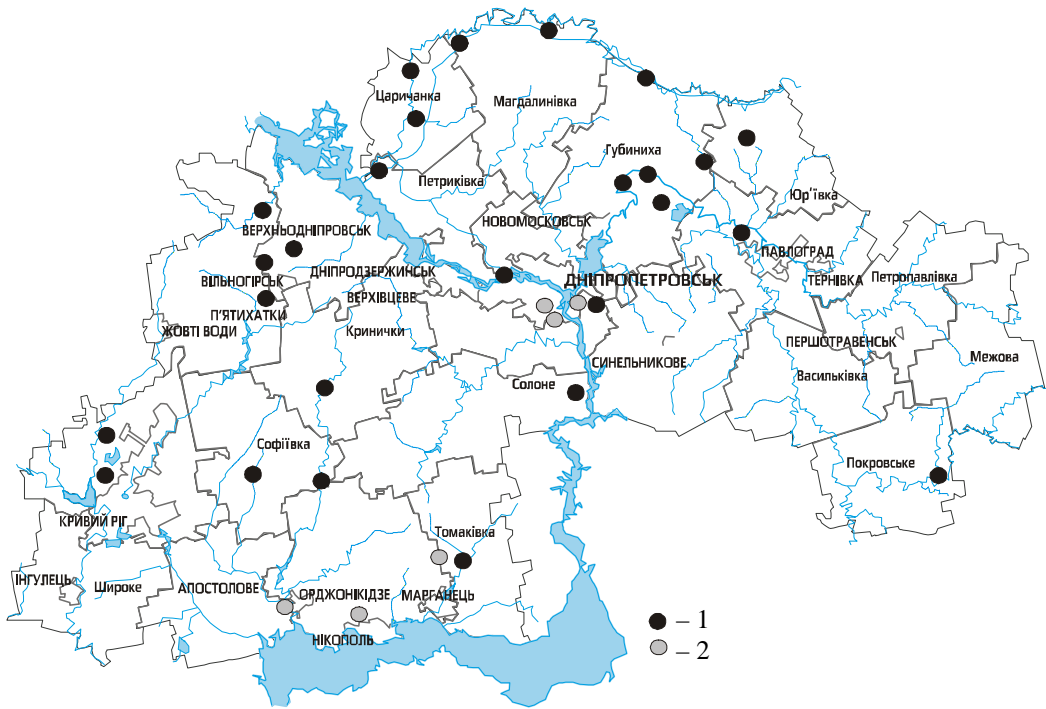 Царичанка
Магдалинівка
Губиниха
Петриківка
Юр'ївка
НОВОМОСКОВСЬК
ВЕРХНЬОДНІПРОВСЬК
ПАВЛОГРАД
ДНІПРОДЗЕРЖИНСЬК
ДНІПРОПЕТРОВСЬК
ТЕРНІВКА
Петропавлівка
ВІЛЬНОГІРСЬК
ВЕРХІВЦЕВЕ
П'ЯТИХАТКИ
ЖОВТІ ВОДИ
Кринички
ПЕРШОТРАВЕНСЬК
Межова
СИНЕЛЬНИКОВЕ
Васильківка
Солоне
Софіївка
Покровське
КРИВИЙ РІГ
Томаківка
ІНГУЛЕЦЬ
Широке
АПОСТОЛОВЕ
ОРДЖОНІКІДЗЕ
МАРГАНЕЦЬ
НІКОПОЛЬ
– 1
– 2